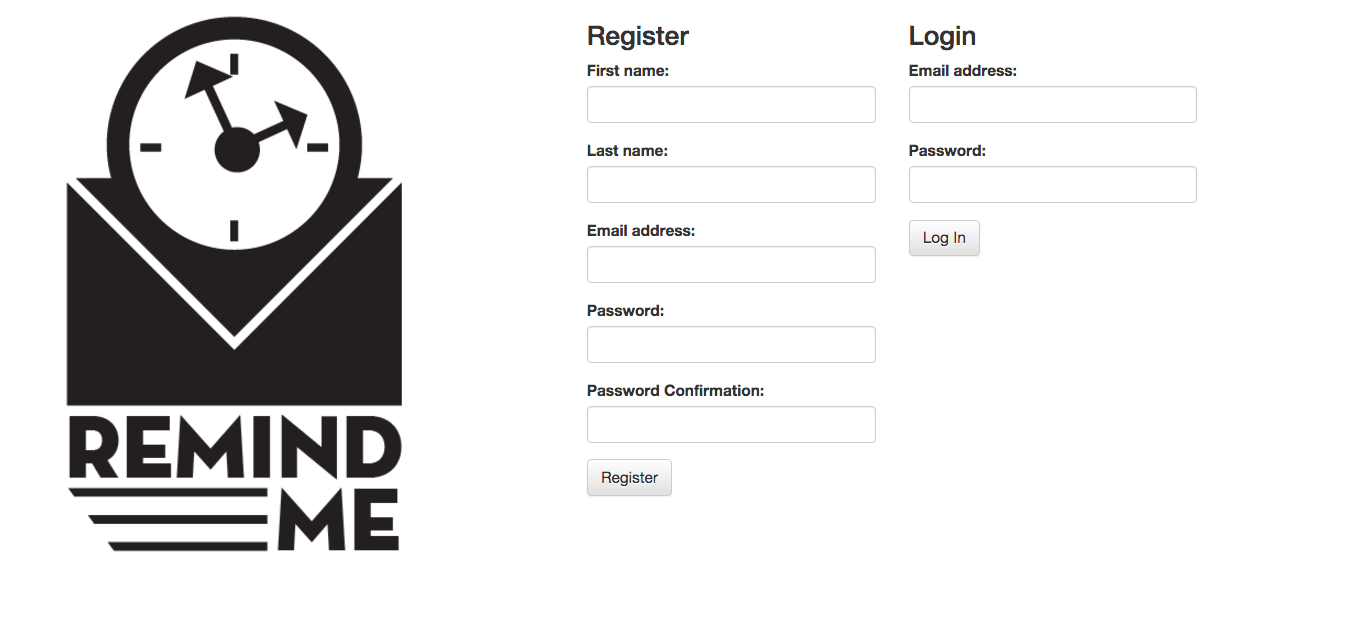 REMIND
ME
Register
First name:
Last name:
Email address:
Password:
Password Confirmation:
Register
Login
Email address:
Password:
Log In